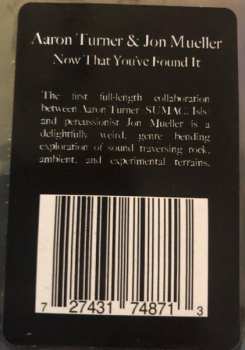 Aaron Turner & Jon Mueller
Now That You've Found It
The first full-length collaboration
between Aaron Turner (SUMAC, Isis)
and percussionist Jon Mueller is a
delightfully weird, genre bending
exploration of sound traversing rock,
ambient, and experimental terrains.
7 27431 74871 3